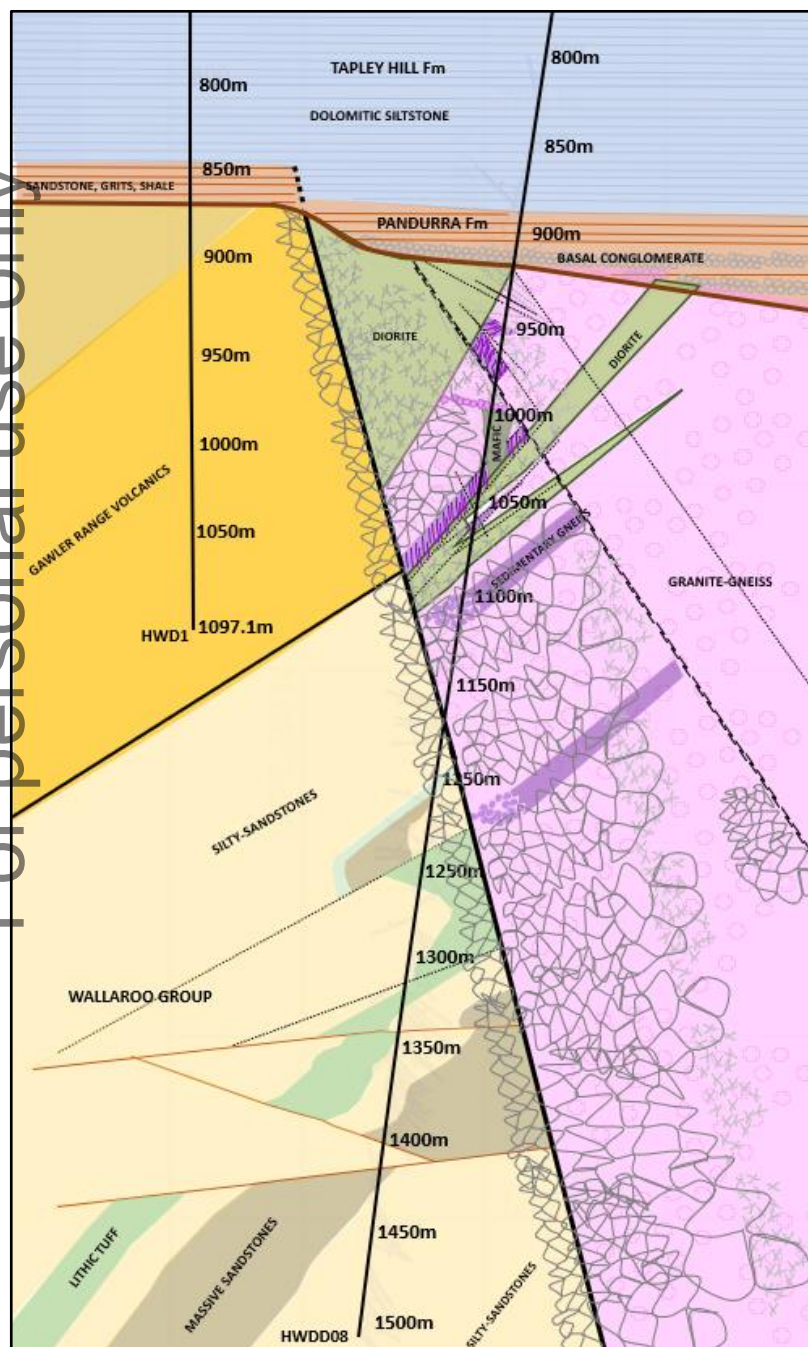 800m
TAPLEY HILL Fm
800m
DOLOMITIC SILTSTONE
850m
850m
SANDSTONE, GRITS, SHALE
PANDURRA Fm
900m
900m
BASAL CONGLOMERATE
950m
DIORITE
950m
DIORITE
1000m
1000m
MAFIC
GAWLER RANGE VOLCANICS
1050m
1050m
SEDIMENTARY GNEISS
GRANITE-GNEISS
1100m
1097.1m
HWD1
1150m
1250m
SILTY-SANDSTONES
1250m
1300m
WALLAROO GROUP
1350m
1400m
1450m
LITHIC TUFF
MASSIVE SANDSTONES
SILTY-SANDSTONES
1500m
HWDD08
For personal use only